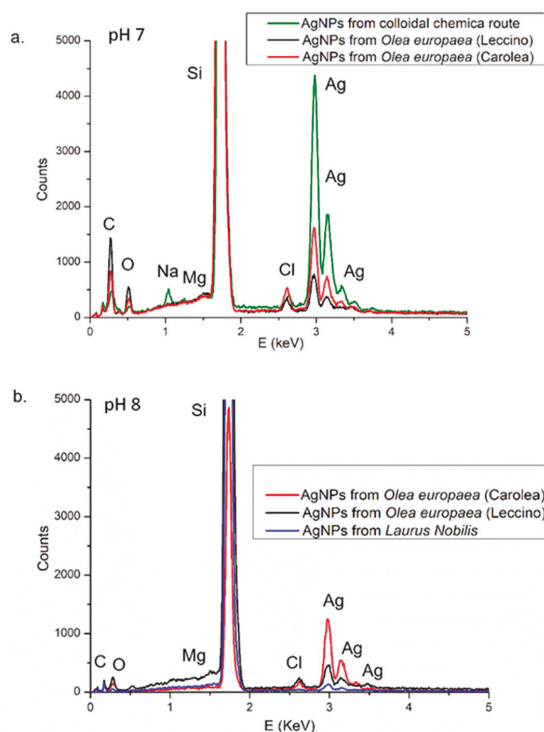 a.
pH 7
AgNPs from colloidal chemica route
AgNPs from Olea europaea (Leccino)
AgNPs from Olea europaea (Carolea)
5000
4000
3000
2000
1000
500
0
Counts
Si
Ag
Ag
Ag
C
O
Na
Mg
Cl
0 1 2 3 4 5
E (keV)
b.
pH 8
AgNPs from Olea europaea (Carolea)
AgNPs from Olea europaea (Leccino)
AgNPs from Laurus Nobilis
5000
4000
3000
2000
1000
0
Counts
Si
Ag
Ag
Ag
C
O
Mg
Cl
0 1 2 3 4 5
E (KeV)